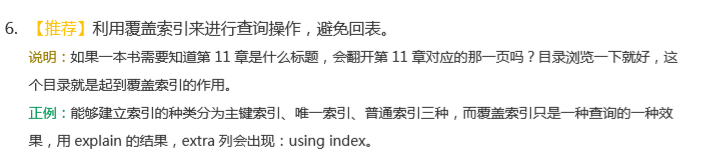 6. 【推荐】利用覆盖索引来进行查询操作，避免回表。
说明：如果一本书需要知道第 11 章是什么标题，会翻开第 11 章对应的那一页吗？目录浏览一下就好，这
个目录就是起到覆盖索引的作用。
正例：能够建立索引的种类分为主键索引、唯一索引、普通索引三种，而覆盖索引只是一种查询的一种效
果，用 explain 的结果，extra 列会出现：using index。